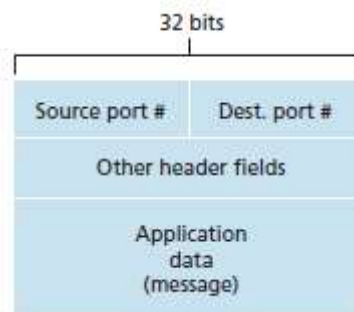 32 bits
Source port #
Dest. port #
Other header fields
Application
data
(message)